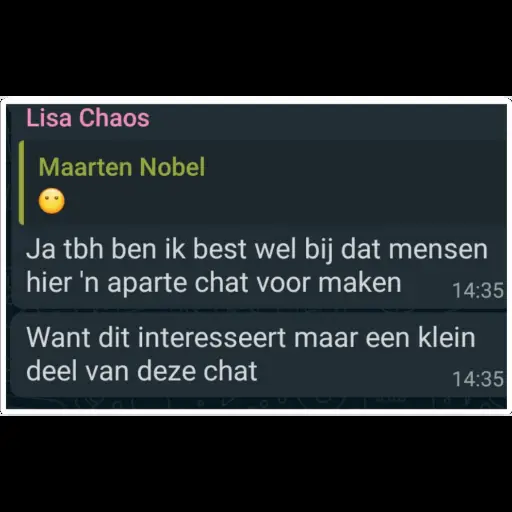 Lisa Chaos
Maarten Nobel
😶
Ja tbh ben ik best wel bij dat mensen
hier 'n aparte chat voor maken
14:35
Want dit interesseert maar een klein
deel van deze chat
14:35